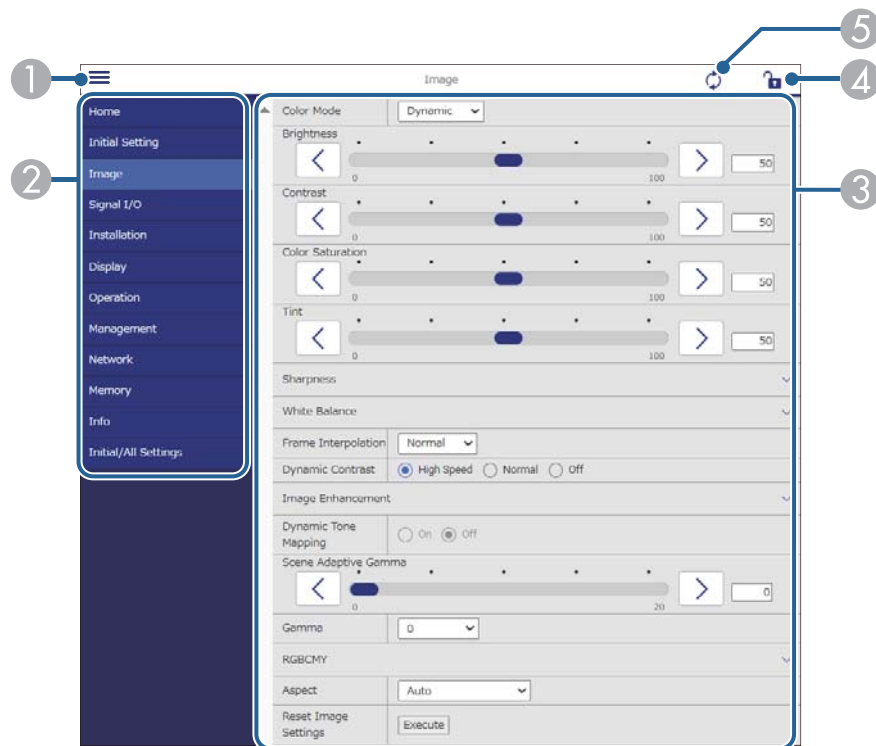 5
1
Image
4
Home
Color Mode
Dynamic
Brightness
0
100
50
Initial Setting
2
Image
3
Contrast
0
100
50
Signal I/O
Installation
Color Saturation
0
100
50
Display
Operation
Tint
0
100
50
Management
Network
Sharpness
Memory
White Balance
Info
Frame Interpolation
Normal
Initial/All Settings
Dynamic Contrast
High Speed
Normal
Off
Image Enhancement
Dynamic Tone
Mapping
On
Off
Scene Adaptive Gamma
0
20
0
Gamma
0
RGBCMY
Aspect
Auto
Reset Image
Settings
Execute